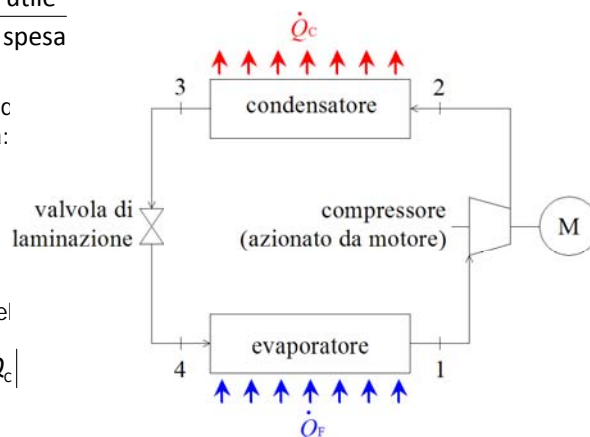 utile
spesa
Q̇C
3
2
condensatore
valvola di
laminazione
compressore
(azionato da motore)
M
evaporatore
4
1
Q̇F